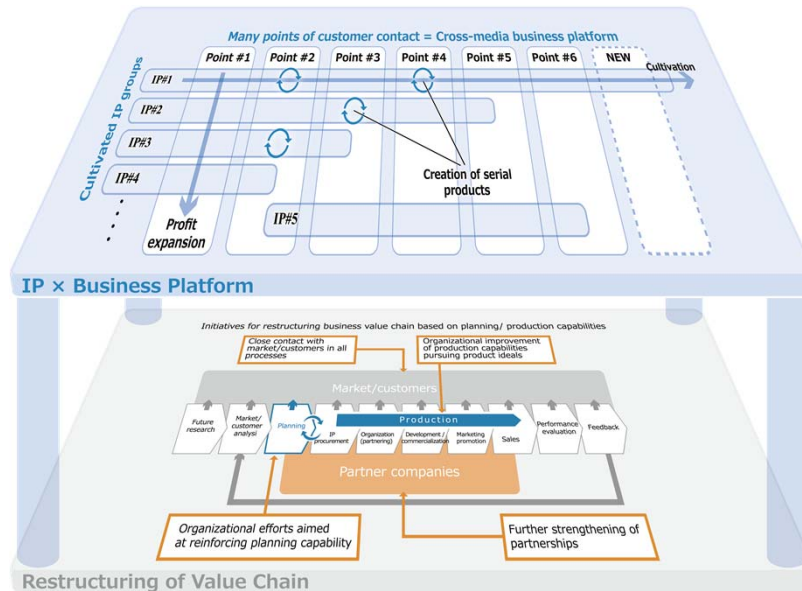 Many points of customer contact = Cross-media business platform
Point #1
Point #2
Point #3
Point #4
Point #5
Point #6
NEW
Cultivated IP groups
IP#1
Cultivation
IP#2
IP#3
IP#4
Creation of serial
products
Profit
expansion
IP#5
IP × Business Platform
Initiatives for restructuring business value chain based on planning/ production capabilities
Close contact with
market/customers in all
processes
Organizational improvement
of production capabilities
pursuing product ideals
Market/customers
Production
Future
research
Market/
customer
analysi
Planning
IP
procurement
Organization
(partnering)
Development /
commercialization
Marketing
promotion
Sales
Performance
evaluation
Feedback
Partner companies
Organizational efforts aimed
at reinforcing planning capability
Further strengthening of
partnerships
Restructuring of Value Chain